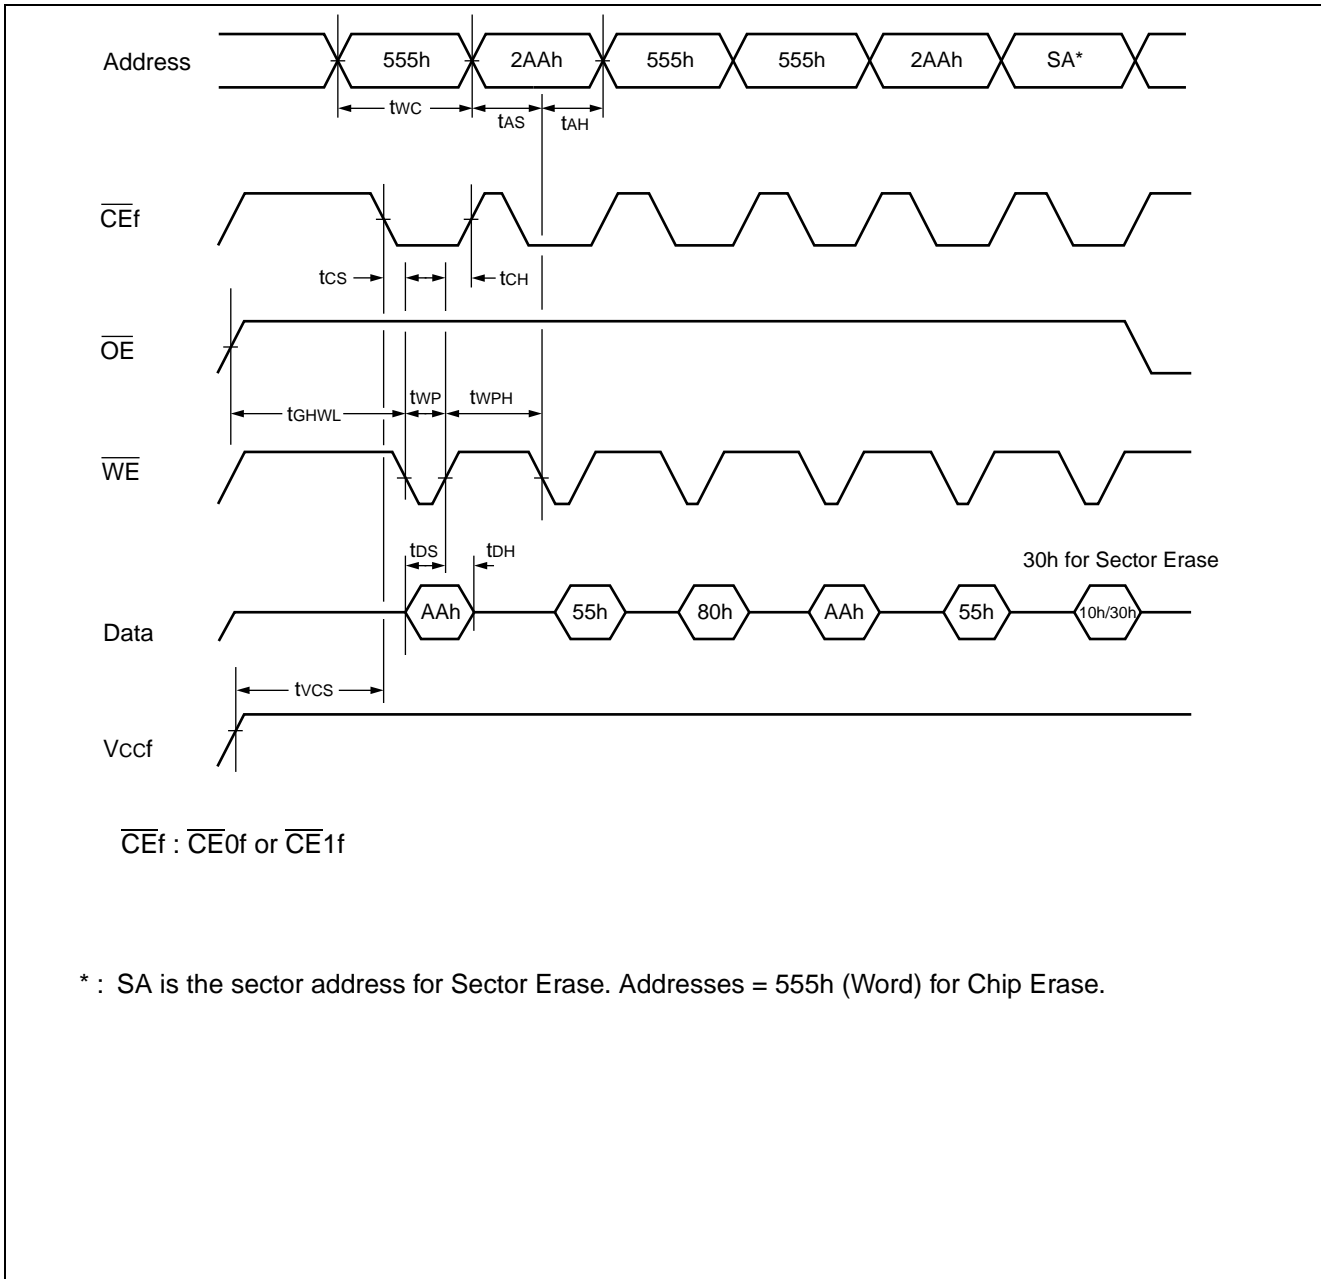 Address 555h 2AAh 555h 555h 2AAh SA*
tWC tAS tAH
CEf
tCS tCH
OE
tGHWL tWP tWPH
WE
tDS tDH 30h for Sector Erase
Data AAh 55h 80h AAh 55h 10h/30h
tVCS
VCCf
CEf : CE0f or CE1f
* : SA is the sector address for Sector Erase. Addresses = 555h (Word) for Chip Erase.